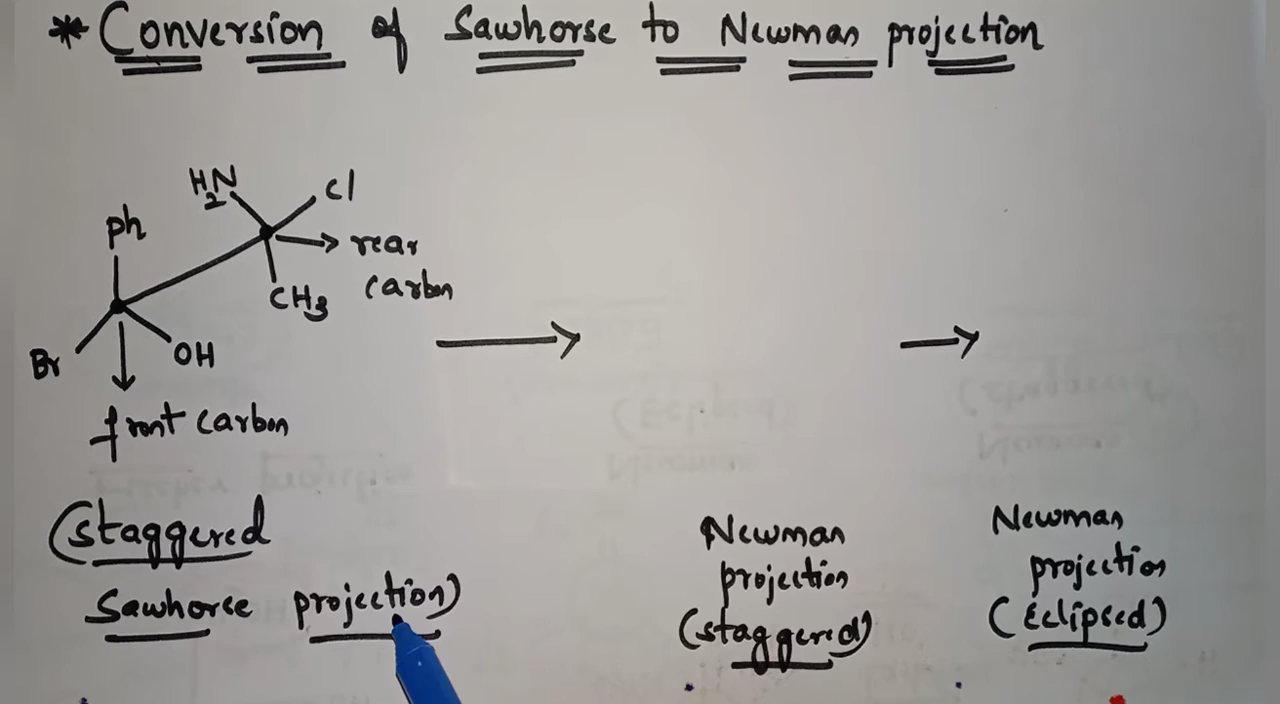 * Conversion of Sawhorse to Newman projection
H2N
Cl
ph
rear
carbon
CH3
Br
OH
front carbon
(staggered
Sawhorse projection)
Newman
projection
(staggered)
Newman
projection
(Eclipsed)